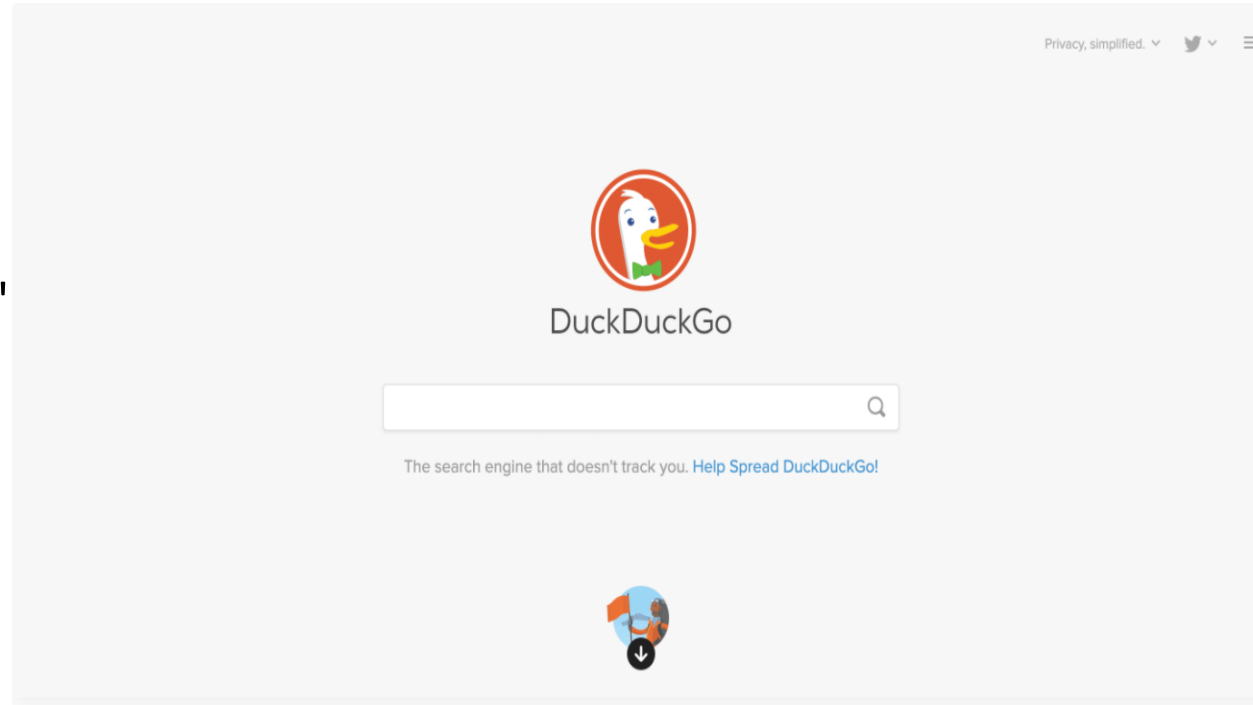 Privacy, simplified.
DuckDuckGo
The search engine that doesn't track you. Help Spread DuckDuckGo!